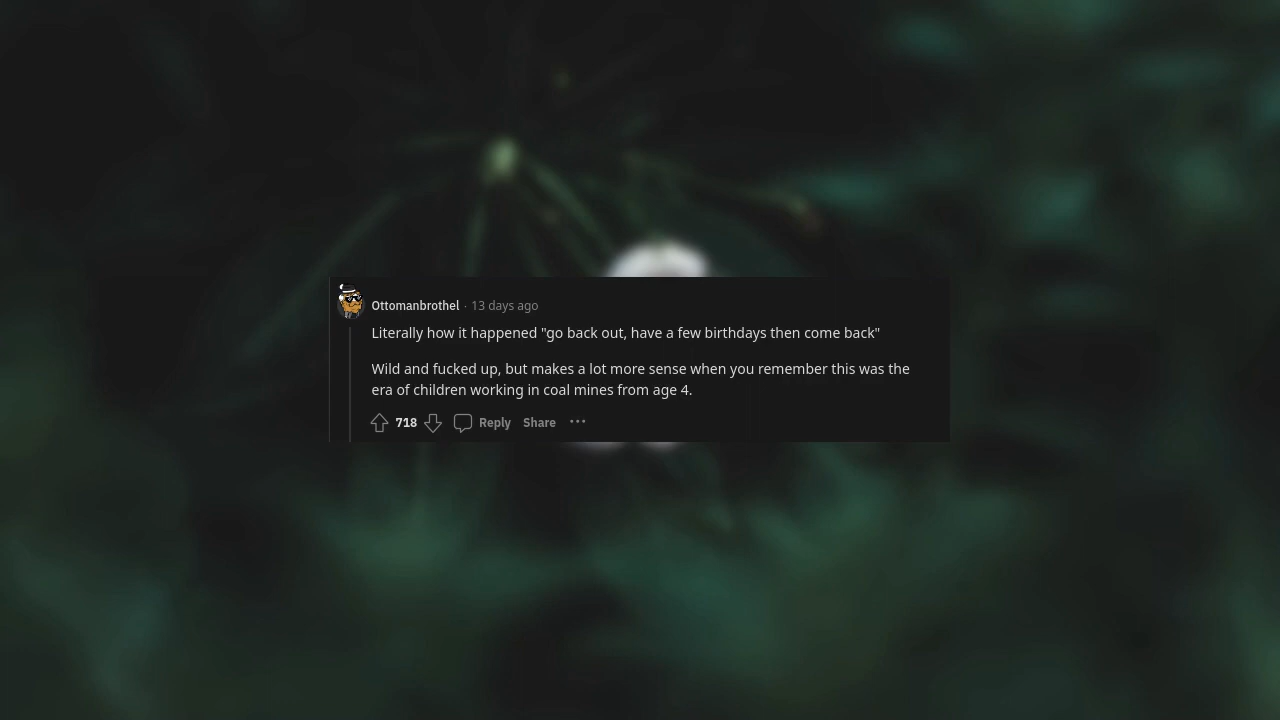 Ottomanbrothel · 13 days ago
Literally how it happened "go back out, have a few birthdays then come back"
Wild and fucked up, but makes a lot more sense when you remember this was the
era of children working in coal mines from age 4.
718 Reply Share ···